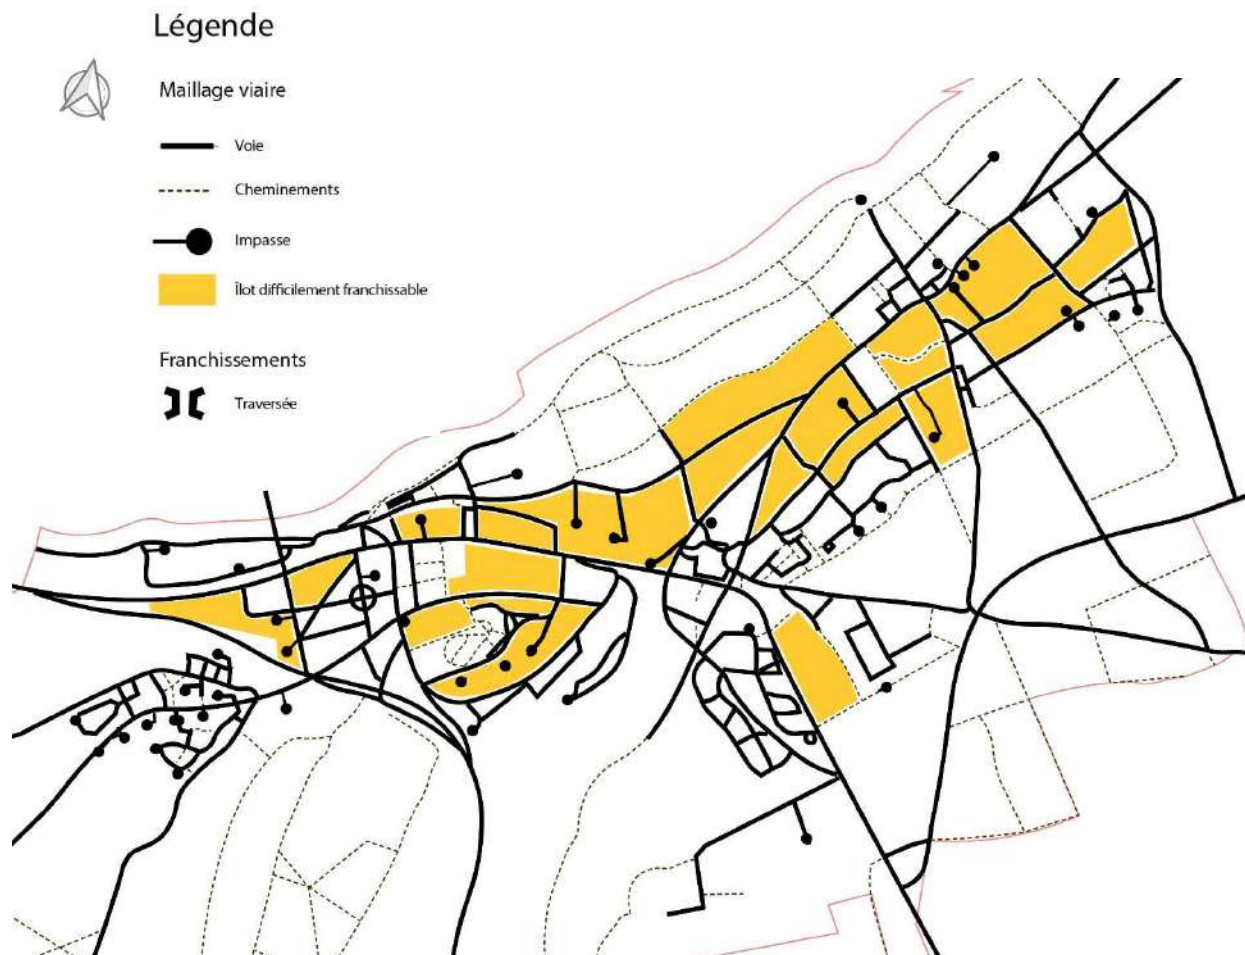 Légende
Maillage viaire
Voie
Cheminements
Impasse
Îlot difficilement franchissable
Franchissements
Traversée